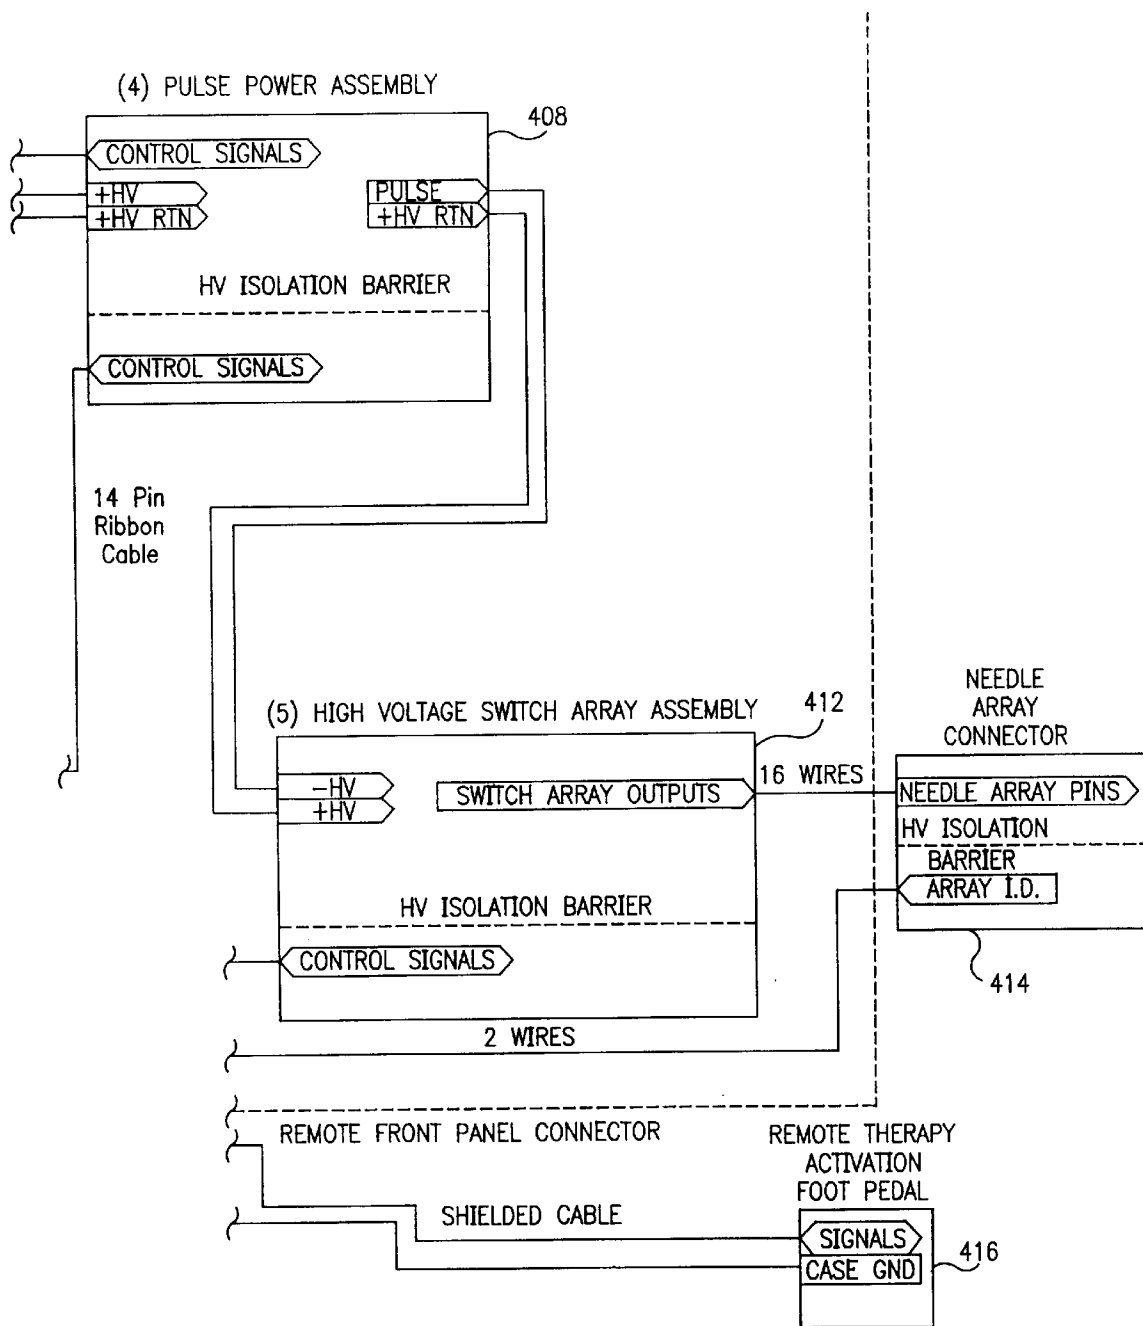 (4) PULSE POWER ASSEMBLY
408
CONTROL SIGNALS
+HV
+HV RTN
PULSE
+HV RTN
HV ISOLATION BARRIER
CONTROL SIGNALS
14 Pin
Ribbon
Cable
(5) HIGH VOLTAGE SWITCH ARRAY ASSEMBLY
412
-HV
+HV
SWITCH ARRAY OUTPUTS
16 WIRES
HV ISOLATION BARRIER
CONTROL SIGNALS
NEEDLE
ARRAY
CONNECTOR
NEEDLE ARRAY PINS
HV ISOLATION
BARRIER
ARRAY I.D.
414
2 WIRES
REMOTE FRONT PANEL CONNECTOR
SHIELDED CABLE
REMOTE THERAPY
ACTIVATION
FOOT PEDAL
SIGNALS
CASE GND
416